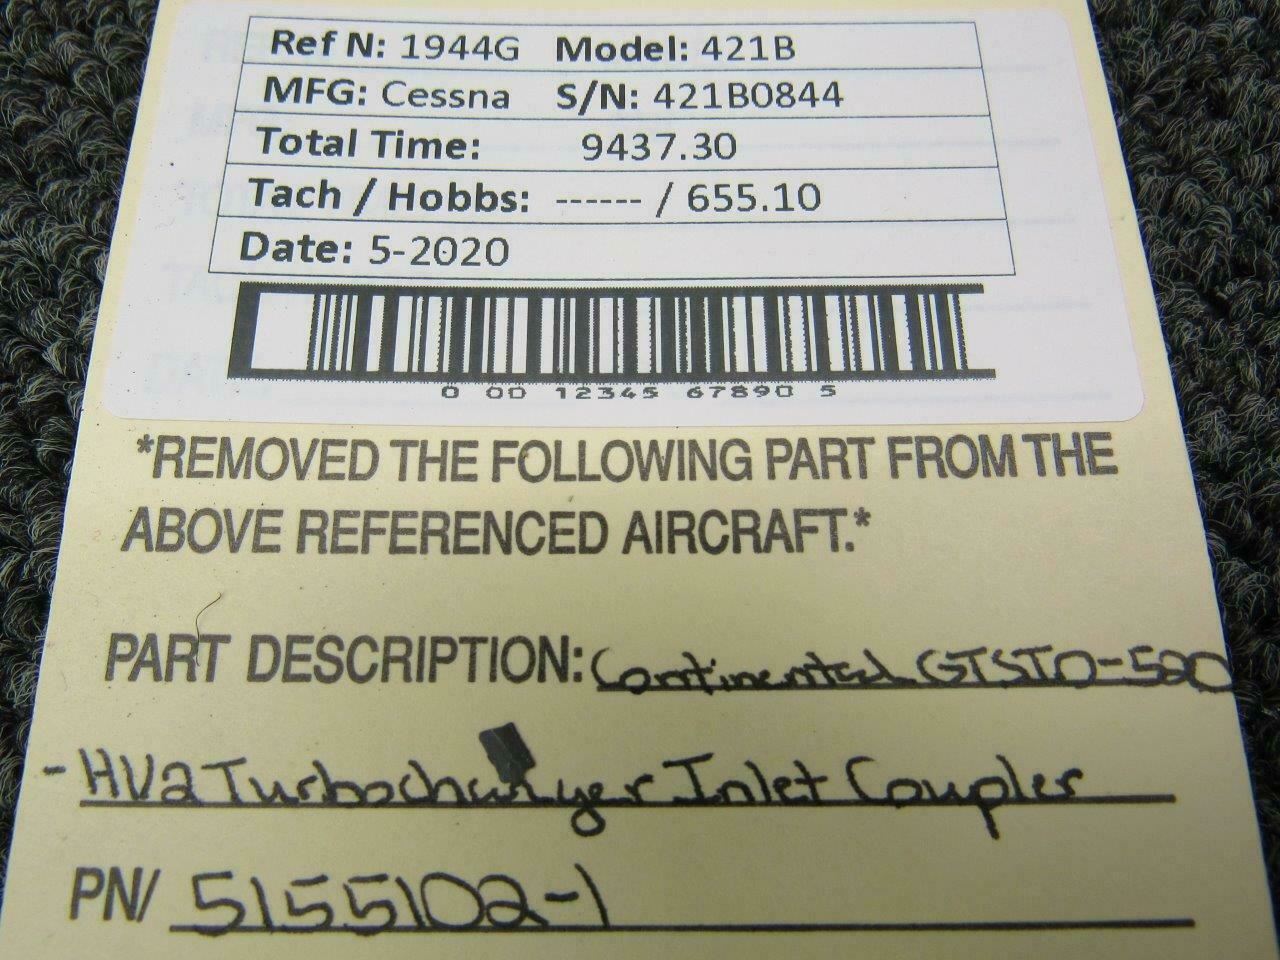 Ref N: 1944G Model: 421B
MFG: Cessna S/N: 421B0844
Total Time: 9437.30
Tach / Hobbs: ------ / 655.10
Date: 5-2020
0 00 12345 67890 5
*REMOVED THE FOLLOWING PART FROM THE
ABOVE REFERENCED AIRCRAFT.*
PART DESCRIPTION: Continental GTSIO-520
-HV2 Turbocharger Inlet Coupler
PN/ 5155102-1